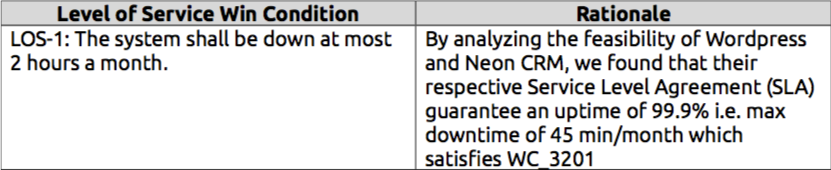 Level of Service Win Condition
Rationale
LOS-1: The system shall be down at most
2 hours a month.
By analyzing the feasibility of Wordpress
and Neon CRM, we found that their
respective Service Level Agreement (SLA)
guarantee an uptime of 99.9% i.e. max
downtime of 45 min/month which
satisfies WC_3201